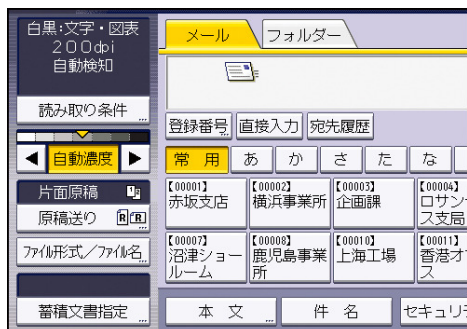 白黒:文字・図表
200dpi
自動検知
読み取り条件
自動濃度
片面原稿
原稿送り
ファイル形式/ファイル名
蓄積文書指定
メール
フォルダー
登録番号
直接入力
宛先履歴
常用
あ
か
さ
た
な
【00001】
赤坂支店
【00002】
横浜事業所
【00003】
企画課
【00004】
ロサン
ス支局
【00007】
沼津ショー
ルーム
【00008】
鹿児島事業
所
【00010】
上海工場
【00011】
香港オ
ス
本文
件名
セキュリ